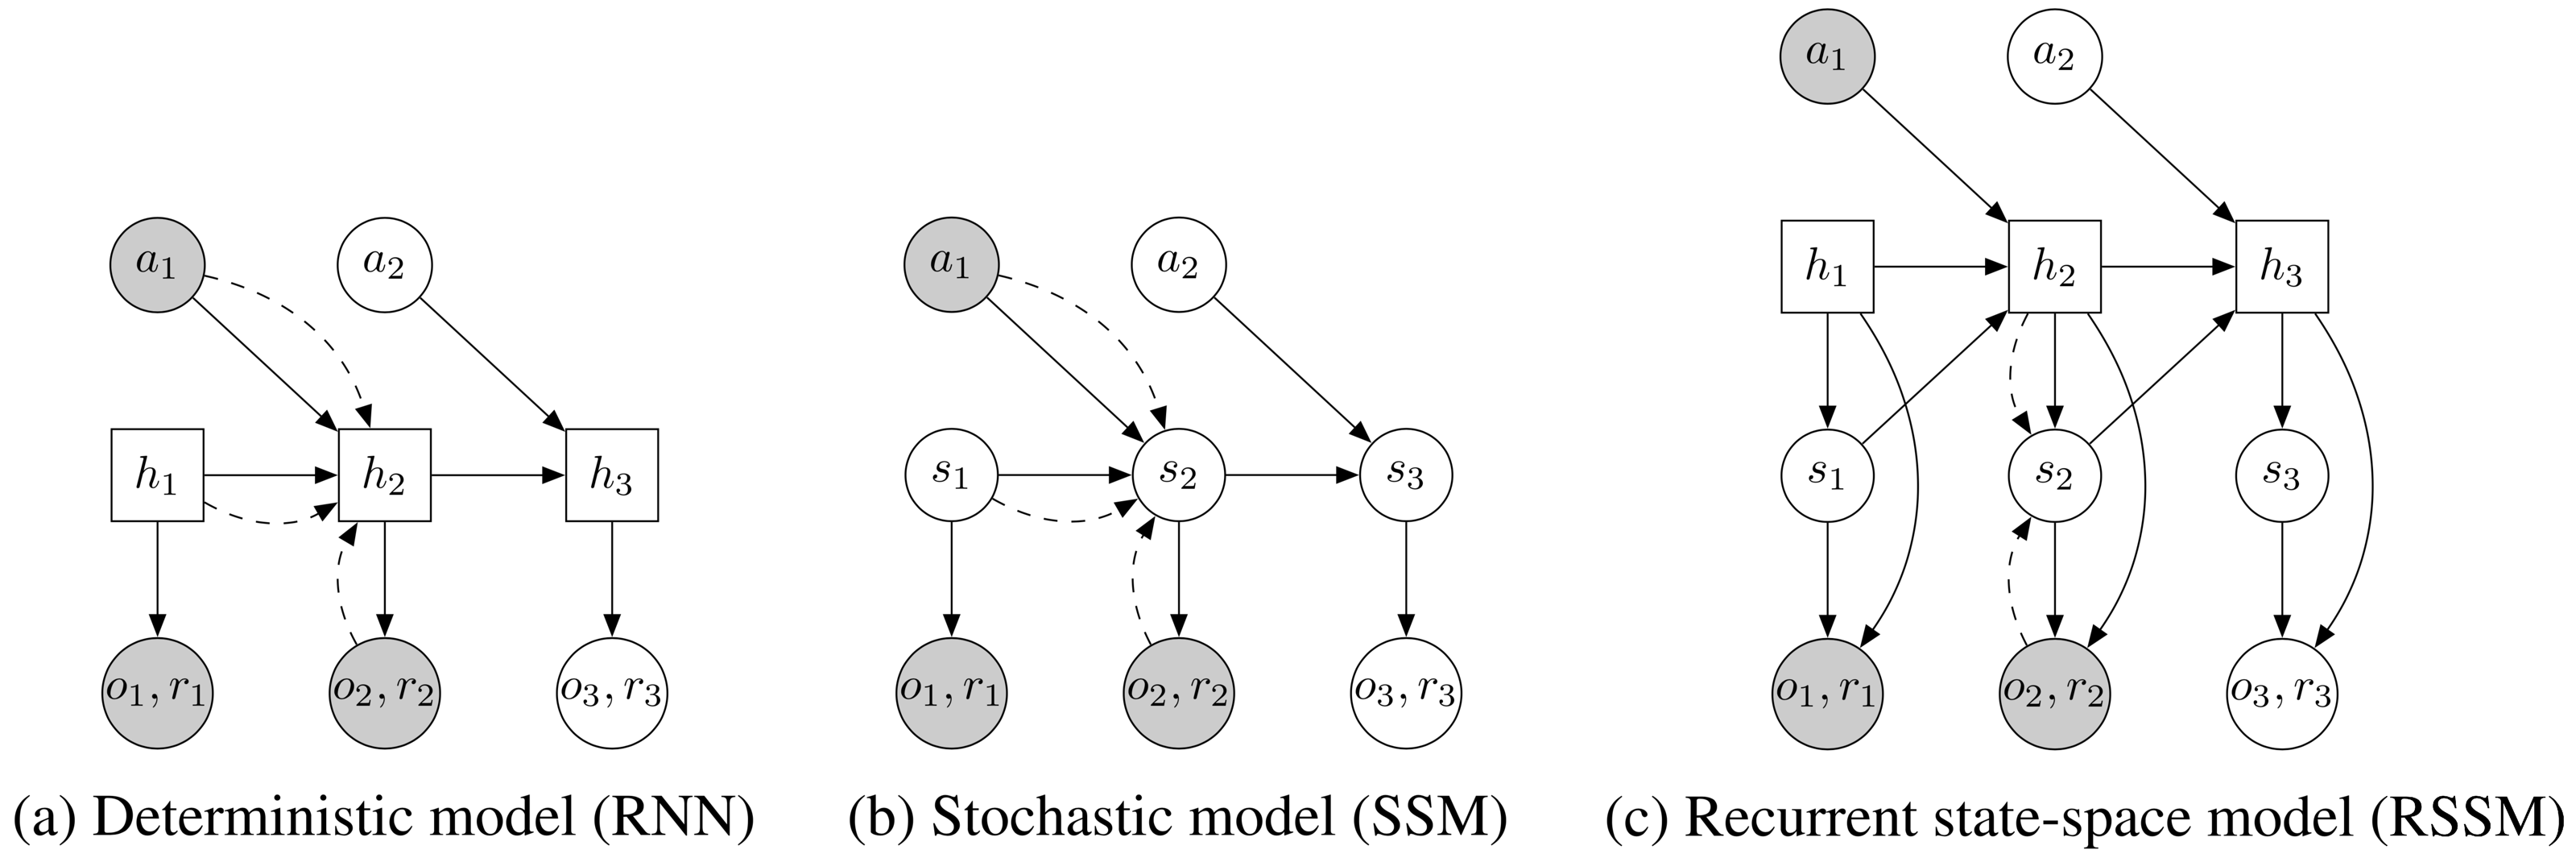 a₁ a₂
a₁ a₂ a₁ a₂ h₁ h₂ h₃
h₁ h₂ h₃ s₁ s₂ s₃ s₁ s₂ s₃
o₁, r₁ o₂, r₂ o₃, r₃ o₁, r₁ o₂, r₂ o₃, r₃ o₁, r₁ o₂, r₂ o₃, r₃
(a) Deterministic model (RNN) (b) Stochastic model (SSM) (c) Recurrent state-space model (RSSM)